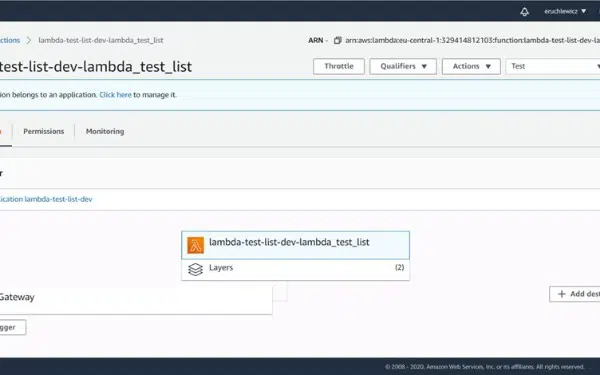 eruchlewicz
ctions > lambda-test-list-dev-lambda_test_list
ARN - arn:aws:lambda:eu-central-1:329414812103:function:lambda-test-list-dev-la
test-list-dev-lambda_test_list
Throttle
Qualifiers
Actions
Test
ion belongs to an application. Click here to manage it.
Permissions
Monitoring
r
lication lambda-test-list-dev
lambda-test-list-dev-lambda_test_list
Layers (2)
Gateway
+ Add dest
gger
© 2008 - 2020, Amazon Web Services, Inc. or its affiliates. All rights reserved.